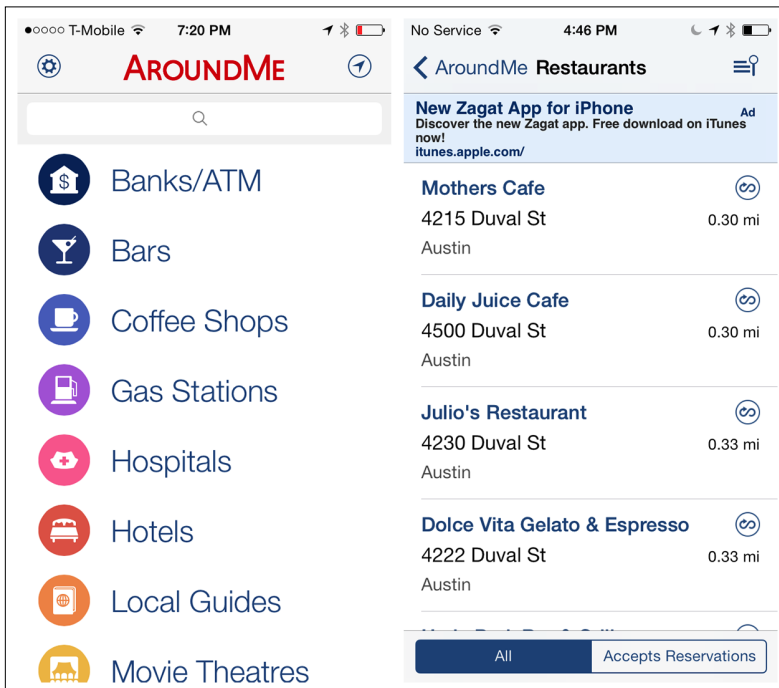 T-Mobile 7:20 PM
AROUNDME
$
Banks/ATM
Bars
Coffee Shops
Gas Stations
Hospitals
Hotels
Local Guides
Movie Theatres
No Service 4:46 PM
AroundMe Restaurants
New Zagat App for iPhone Ad
Discover the new Zagat app. Free download on iTunes
now!
itunes.apple.com/
Mothers Cafe
4215 Duval St 0.30 mi
Austin
Daily Juice Cafe
4500 Duval St 0.30 mi
Austin
Julio's Restaurant
4230 Duval St 0.33 mi
Austin
Dolce Vita Gelato & Espresso
4222 Duval St 0.33 mi
Austin
All Accepts Reservations